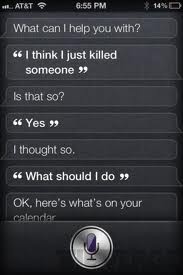 AT&T 6:55 PM 14%
What can I help you with?
“ I think I just killed
someone ”
Is that so?
“ Yes ”
I thought so.
“ What should I do ”
OK, here's what's on your
calendar